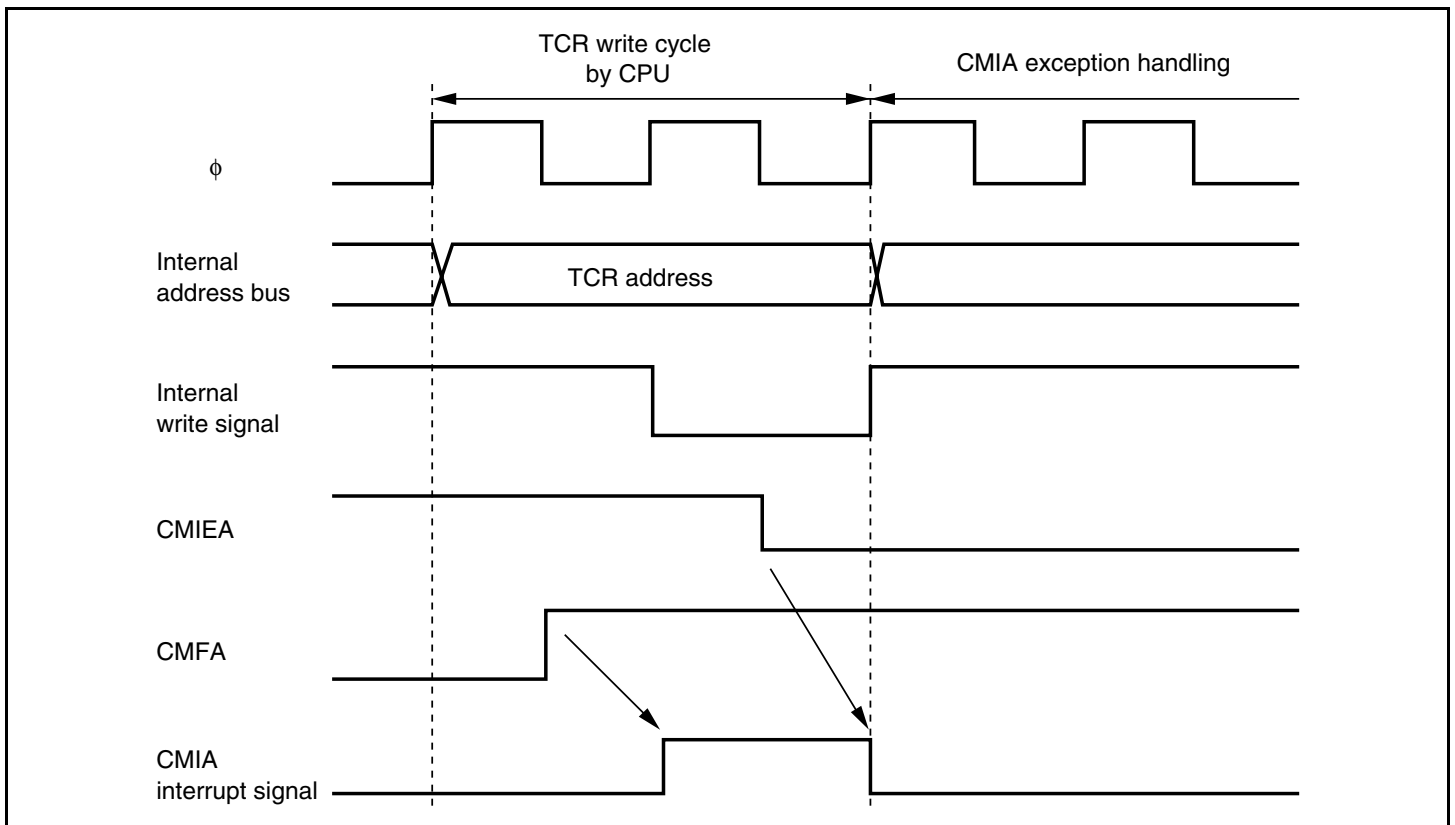 TCR write cycle
by CPU
CMIA exception handling
ϕ
Internal
address bus
TCR address
Internal
write signal
CMIEA
CMFA
CMIA
interrupt signal